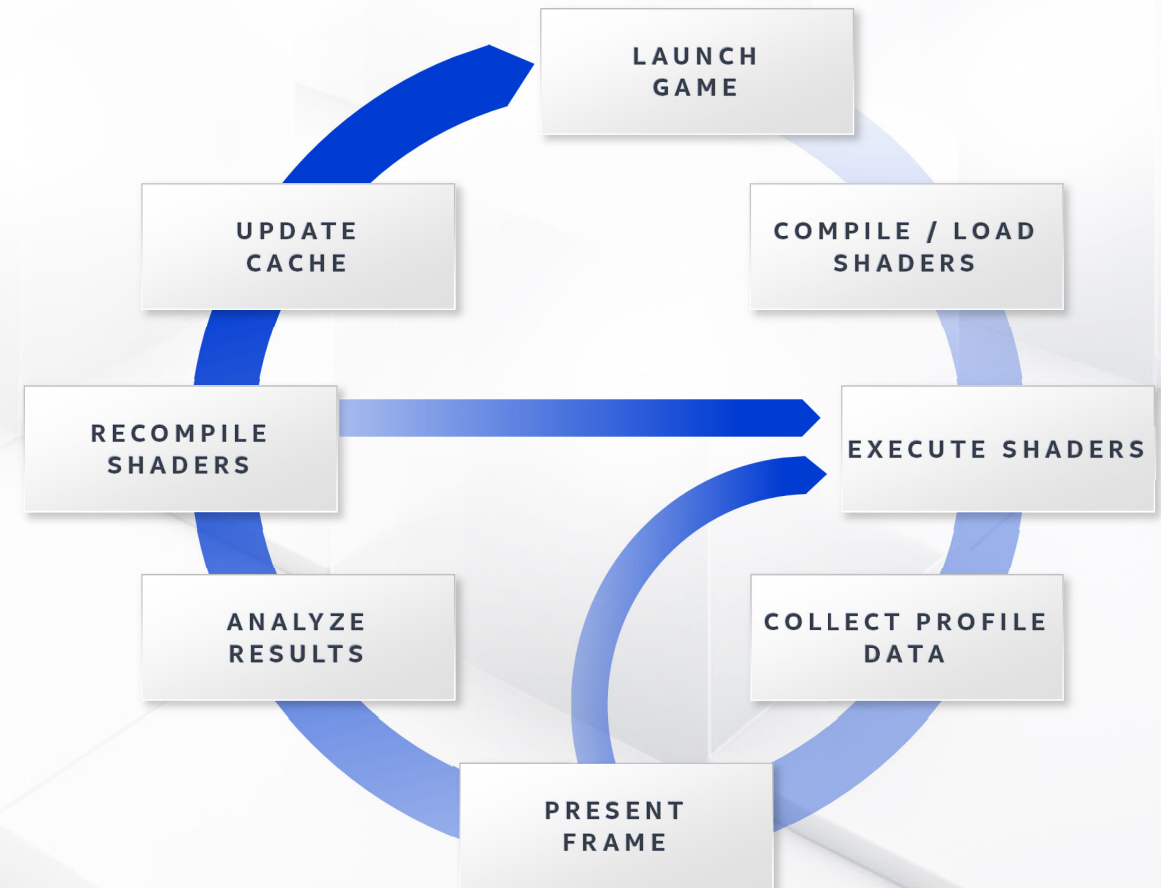 LAUNCH
GAME
UPDATE
CACHE
COMPILE / LOAD
SHADERS
RECOMPILE
SHADERS
EXECUTE SHADERS
ANALYZE
RESULTS
COLLECT PROFILE
DATA
PRESENT
FRAME